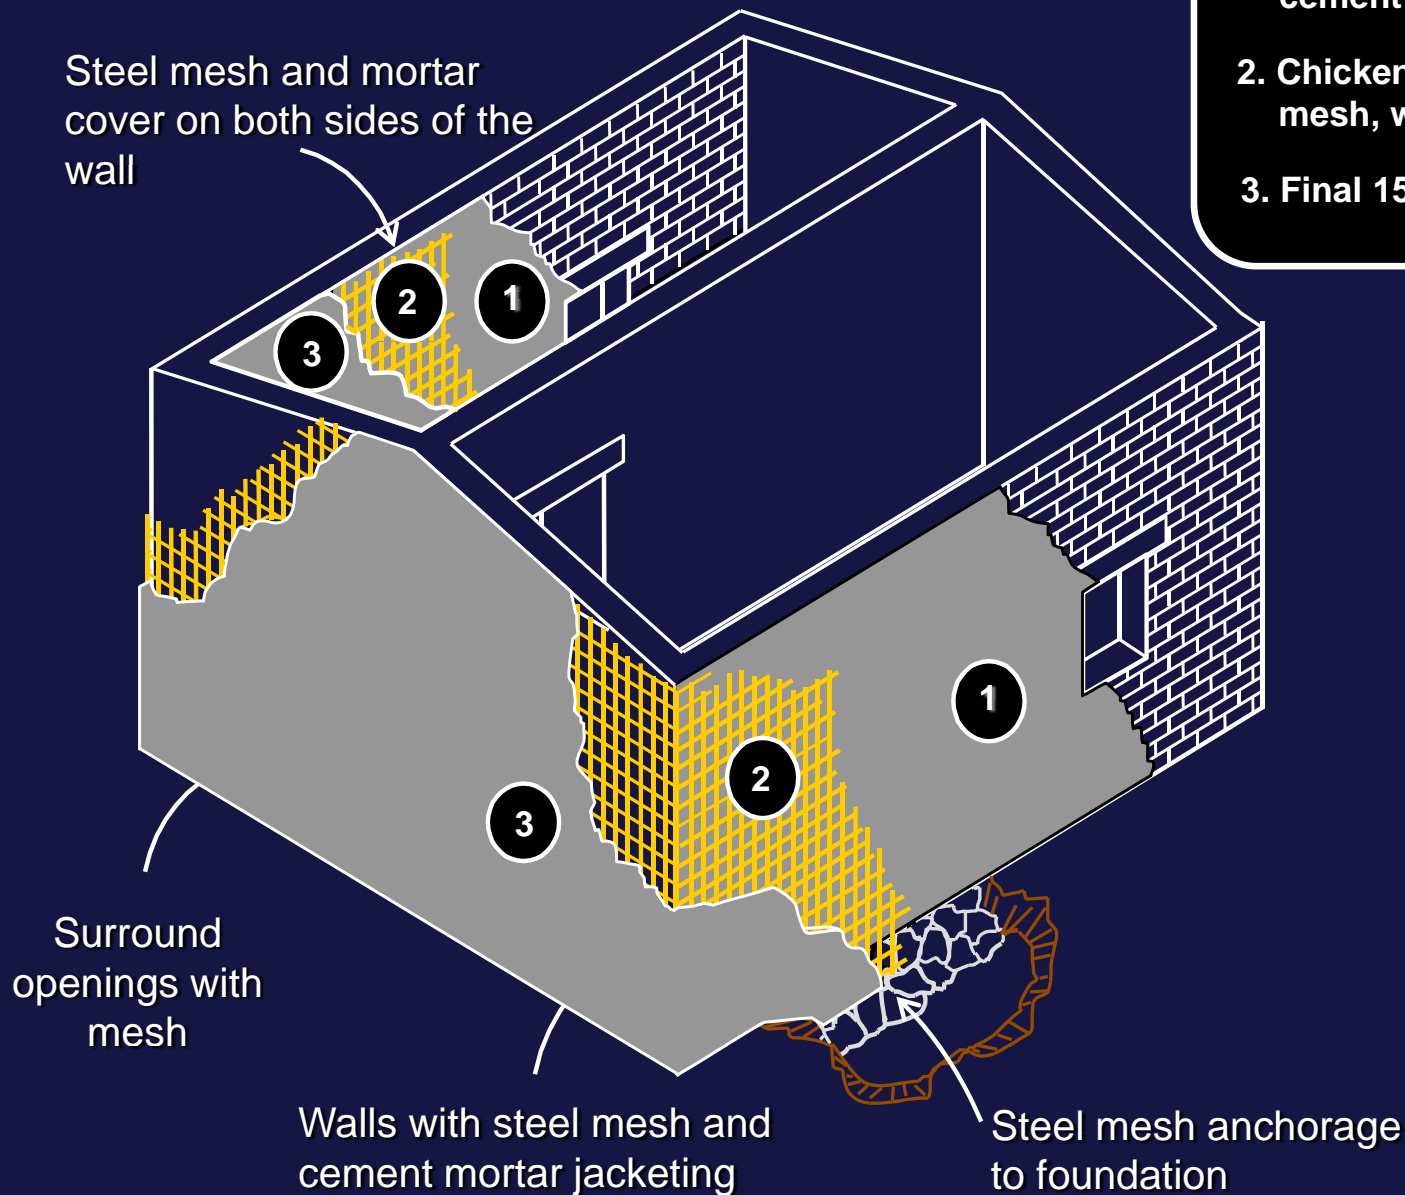 cement
2. Chicken
mesh, w
3. Final 15
Steel mesh and mortar
cover on both sides of the
wall
2
1
3
1
2
3
Surround
openings with
mesh
Walls with steel mesh and
cement mortar jacketing
Steel mesh anchorage
to foundation